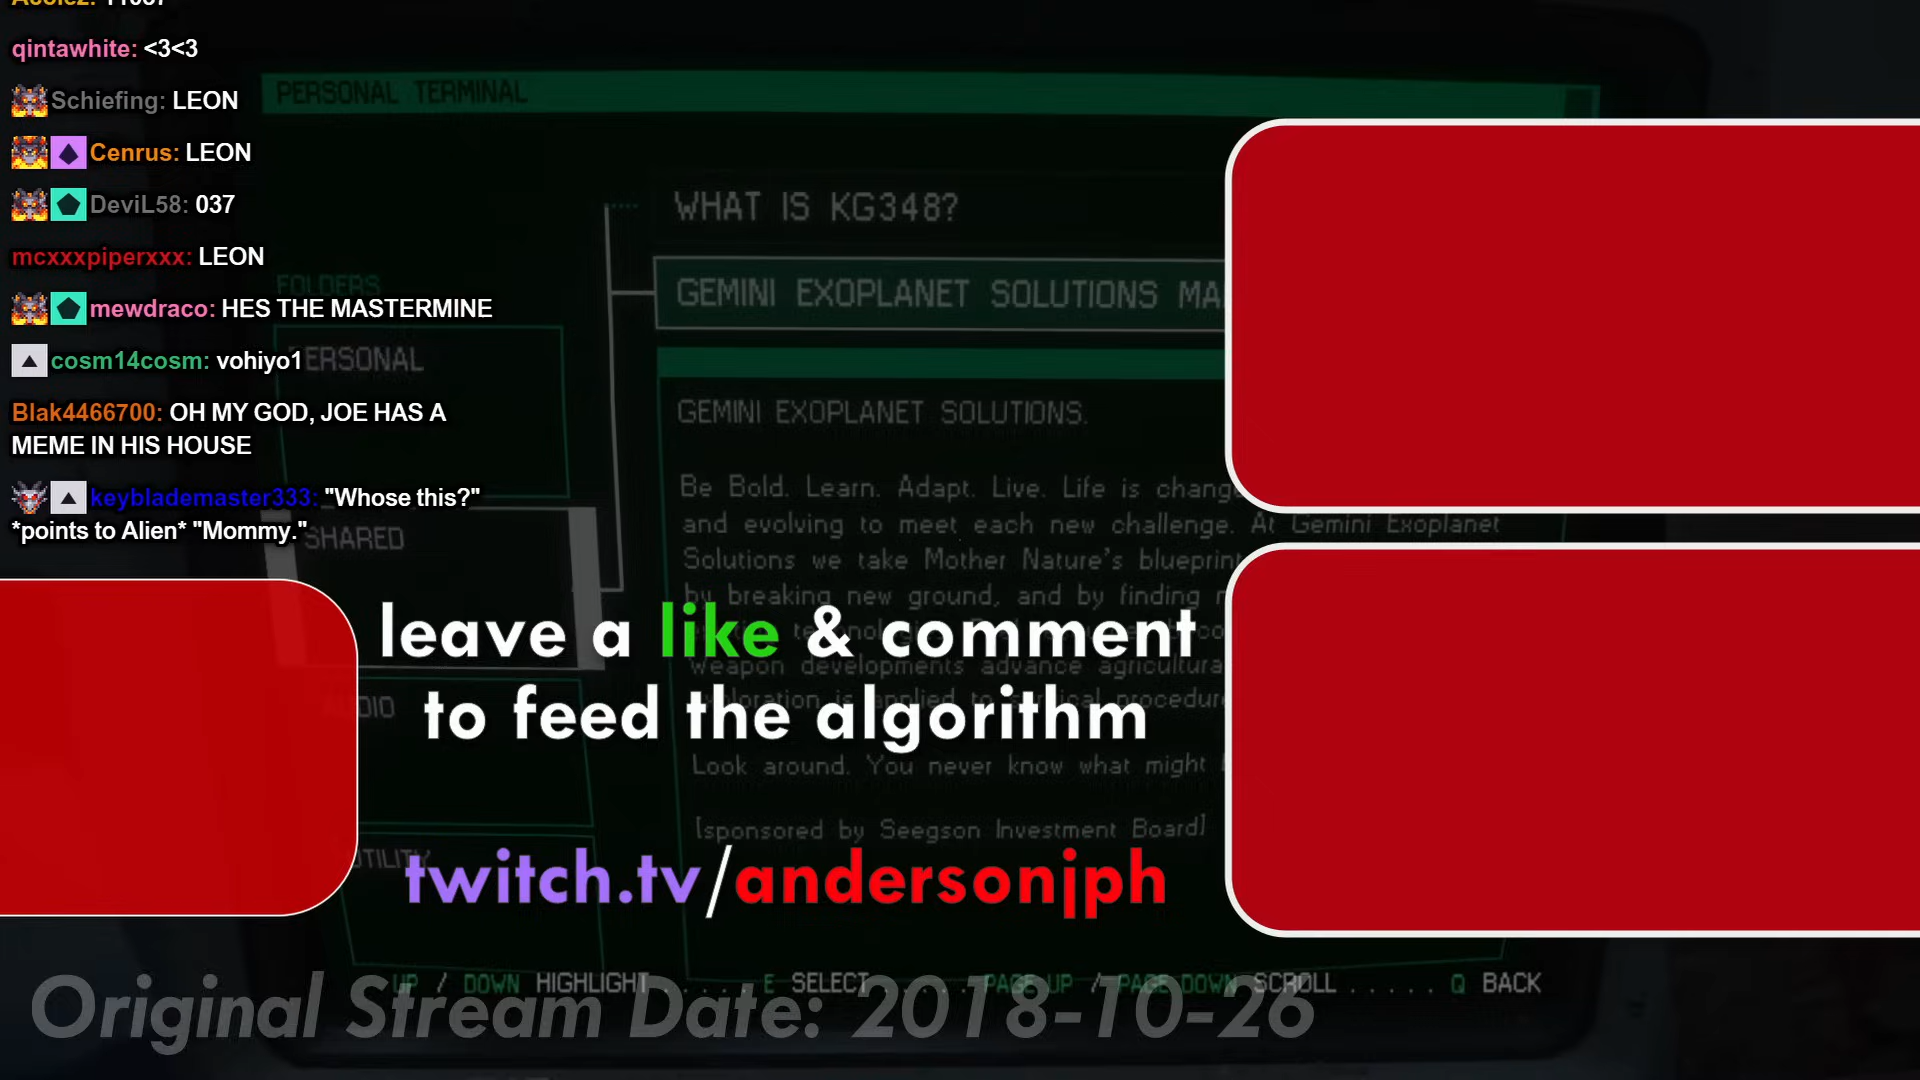 qintawhite: <3<3
Schiefing: LEON
Cenrus: LEON
DeviL58: 037
mcxxxpiperxxx: LEON
mewdraco: HES THE MASTERMINE
cosm14cosm: vohiyo1
Blak4466700: OH MY GOD, JOE HAS A
MEME IN HIS HOUSE
keyblademaster333: "Whose this?"
*points to Alien* "Mommy."
PERSONAL TERMINAL
FOLDERS
PERSONAL
SHARED
UTILITY
WHAT IS KG348?
GEMINI EXOPLANET SOLUTIONS
GEMINI EXOPLANET SOLUTIONS.
Be Bold. Learn. Adapt. Live. Life is
and evolving to meet each new challenge. At Gemini Exoplanet
Solutions we take Mother Nature's
by breaking new ground, and by finding
Weapon developments advance
is applied to
Look around. You never know what might
[sponsored by Seegson Investment Board]
leave a like & comment
to feed the algorithm
twitch.tv/andersonjph
UP / DOWN HIGHLIGHT . . . . . E SELECT . . . . . PAGE UP / PAGE DOWN SCROLL . . . . . Q BACK
Original Stream Date: 2018-10-26